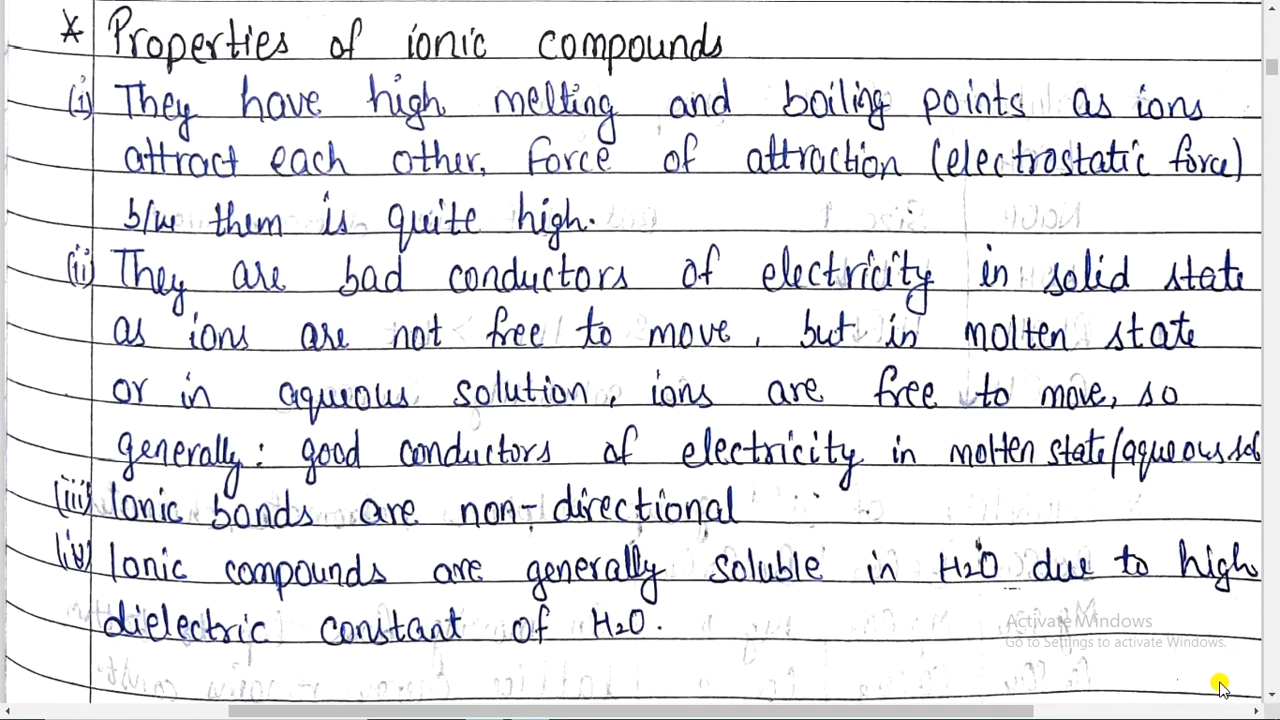 * Properties of ionic compounds
(i) They have high melting and boiling points as ions
attract each other, force of attraction (electrostatic force)
b/w them is quite high.
(ii) They are bad conductors of electricity in solid state
as ions are not free to move, but in molten state
or in aqueous solution, ions are free to move, so
generally: good conductors of electricity in molten state/aqueous sol
(iii) Ionic bonds are non-directional
(iv) Ionic compounds are generally soluble in H2O due to high
dielectric constant of H2O.
Activate Windows
Go to Settings to activate Windows.